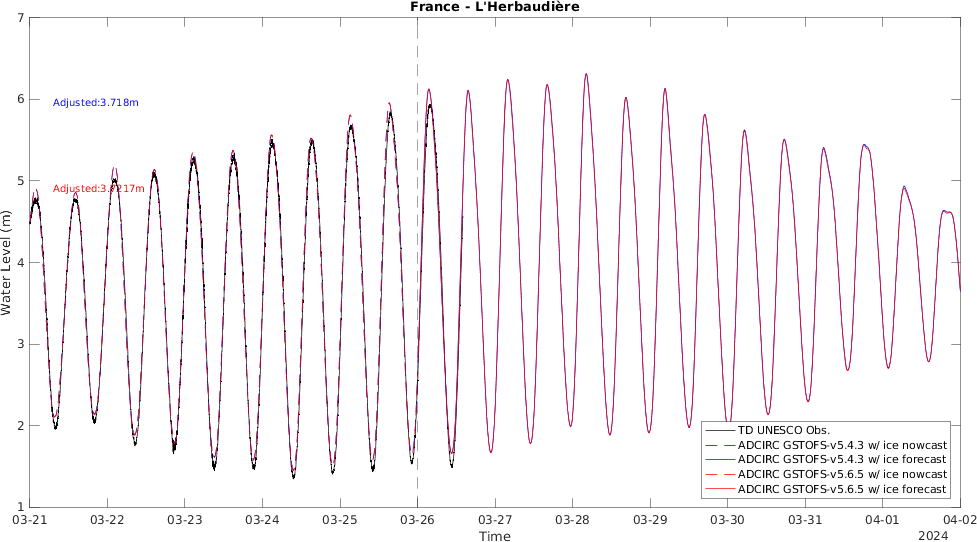 France - L'Herbaudière
7
6
5
4
3
2
1
Water Level (m)
Adjusted:3.718m
Adjusted:3.7217m
TD UNESCO Obs.
ADCIRC GSTOFS-v5.4.3 w/ ice nowcast
ADCIRC GSTOFS-v5.4.3 w/ ice forecast
ADCIRC GSTOFS-v5.6.5 w/ ice nowcast
ADCIRC GSTOFS-v5.6.5 w/ ice forecast
03-21 03-22 03-23 03-24 03-25 03-26 03-27 03-28 03-29 03-30 03-31 04-01 04-02
Time 2024